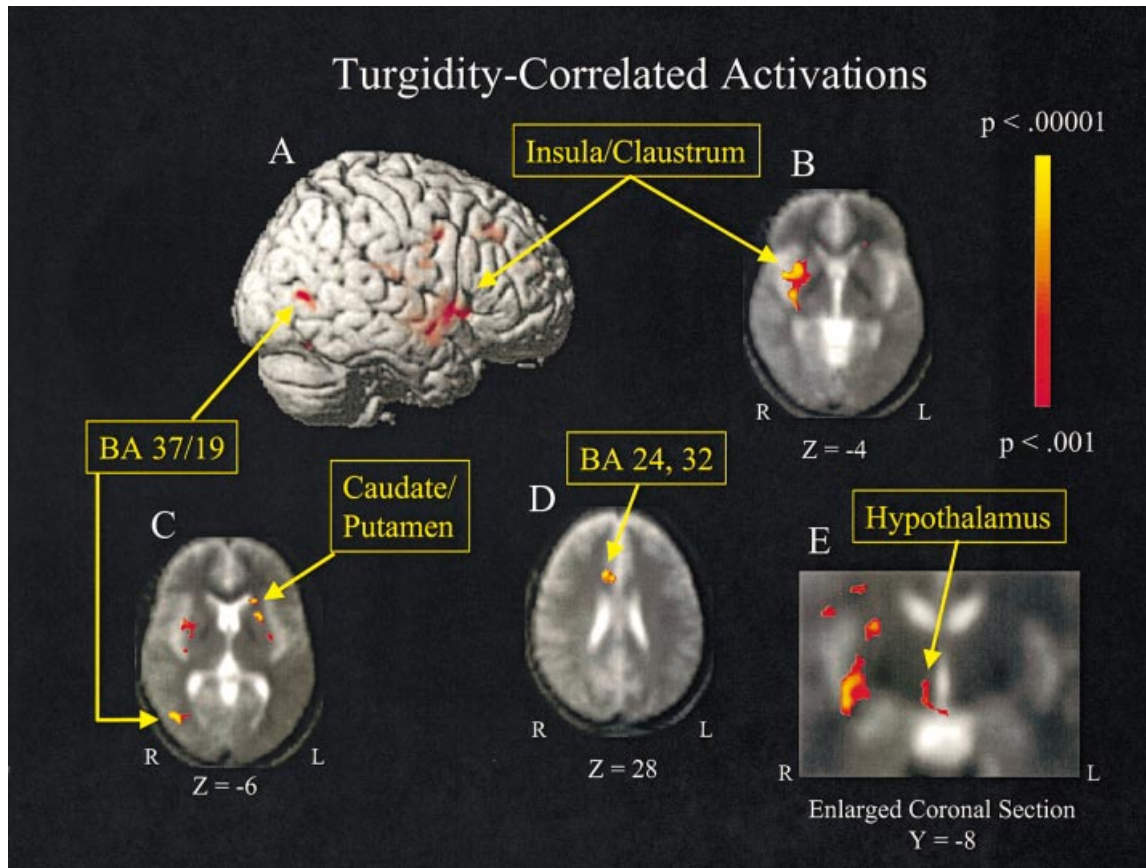 Turgidity-Correlated Activations
p < .00001
A
Insula/Claustrum
B
R
L
Z = -4
p < .001
BA 37/19
Caudate/
Putamen
C
R
L
Z = -6
BA 24, 32
D
Z = 28
Hypothalamus
E
R
L
Enlarged Coronal Section
Y = -8